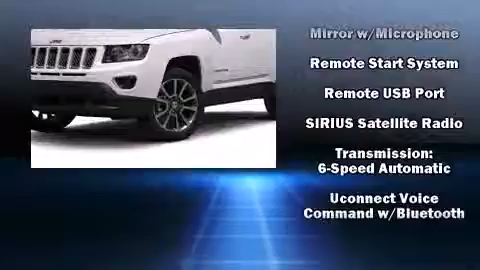 Mirror w/Microphone
Remote Start System
Remote USB Port
SIRIUS Satellite Radio
Transmission:
6-Speed Automatic
Uconnect Voice
Command w/Bluetooth